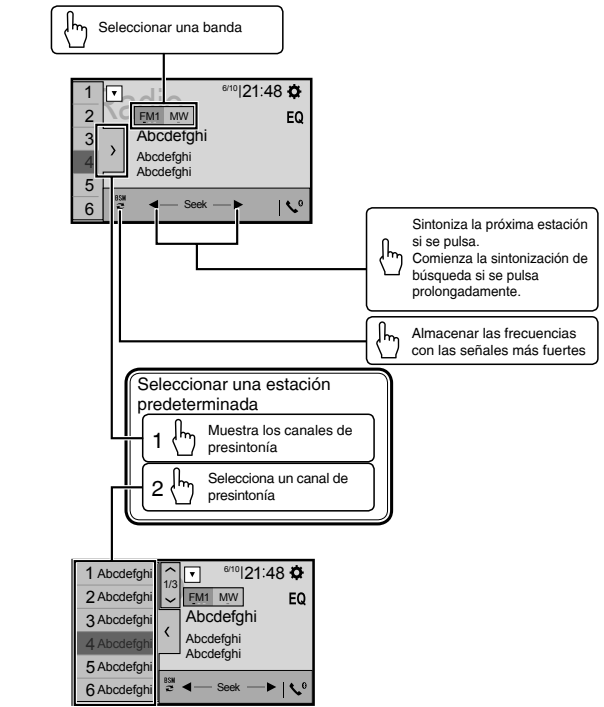 Seleccionar una banda
1
2
3
4
5
6
Radio
6/10|21:48
FM1 MW
EQ
Abcdefghi
Abcdefghi
Abcdefghi
BSM
Seek
0
Sintoniza la próxima estación
si se pulsa.
Comienza la sintonización de
búsqueda si se pulsa
prolongadamente.
Almacenar las frecuencias
con las señales más fuertes
Seleccionar una estación
predeterminada
1 Muestra los canales de
presintonía
2 Selecciona un canal de
presintonía
1 Abcdefghi
2 Abcdefghi
3 Abcdefghi
4 Abcdefghi
5 Abcdefghi
6 Abcdefghi
1/3
6/10|21:48
FM1 MW
EQ
Abcdefghi
Abcdefghi
Abcdefghi
BSM
Seek
0